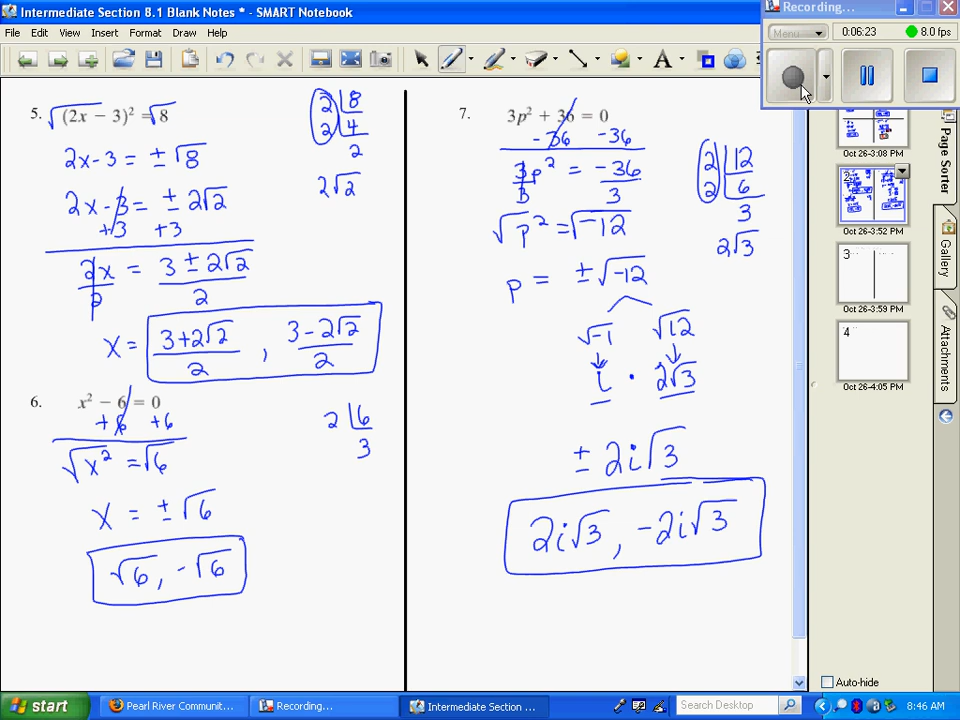 Intermediate Section 8.1 Blank Notes * - SMART Notebook
File Edit View Insert Format Draw Help
Recording...
Menu 0:06:23 8.0 fps
5. √(2x − 3)² = √8
2x-3 = ± √8
2x - 3 = ± 2√2
+3 +3
2x = 3 ± 2√2
2 2
x = 3+2√2 , 3-2√2
2 2
2 8
2 4
2
2√2
6. x² − 6 = 0
+6 +6
√x² = √6
x = ± √6
√6, -√6
2 6
3
7. 3p² + 36 = 0
-36 -36
3p² = -36
3 3
√p² = √-12
p = ± √-12
√-1 √12
i · 2√3
± 2i√3
2i√3, -2i√3
2 12
2 6
3
2√3
Oct 26-3:08 PM
2
Oct 26-3:52 PM
3
Oct 26-3:59 PM
4
Oct 26-4:05 PM
Page Sorter
Gallery
Attachments
Auto-hide
start
Pearl River Communit...
Recording...
Intermediate Section ...
Search Desktop
8:46 AM